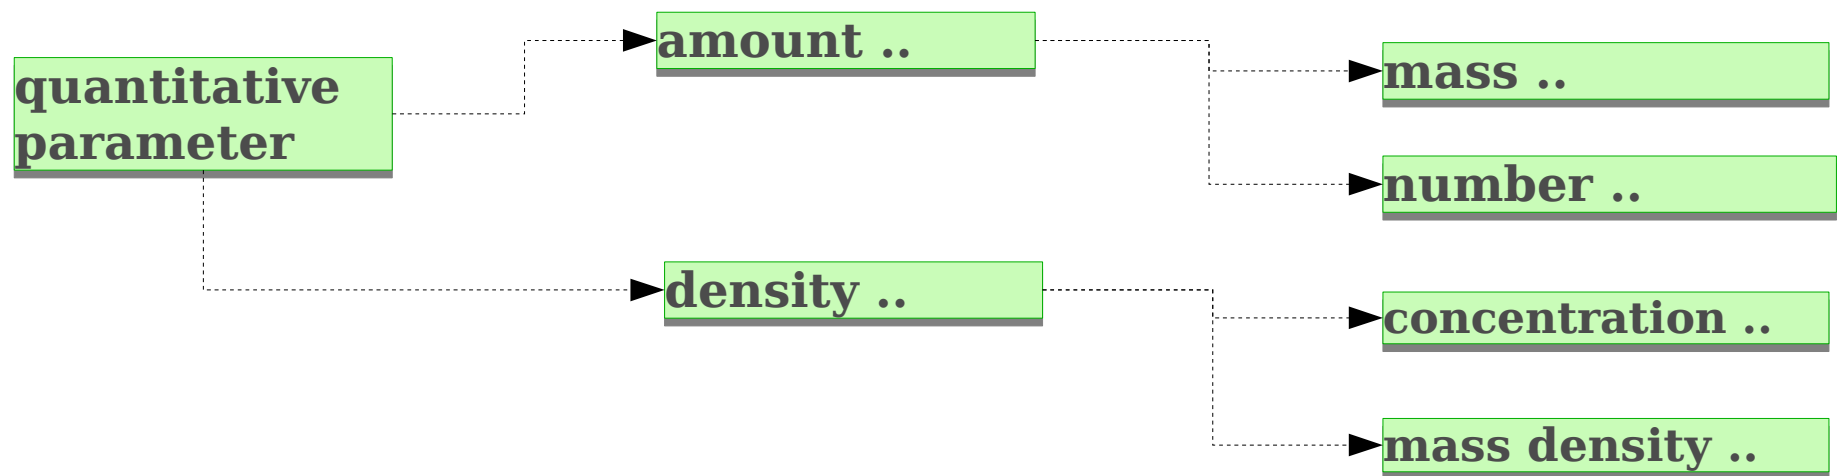 quantitative
parameter
amount ..
mass ..
number ..
density ..
concentration ..
mass density ..